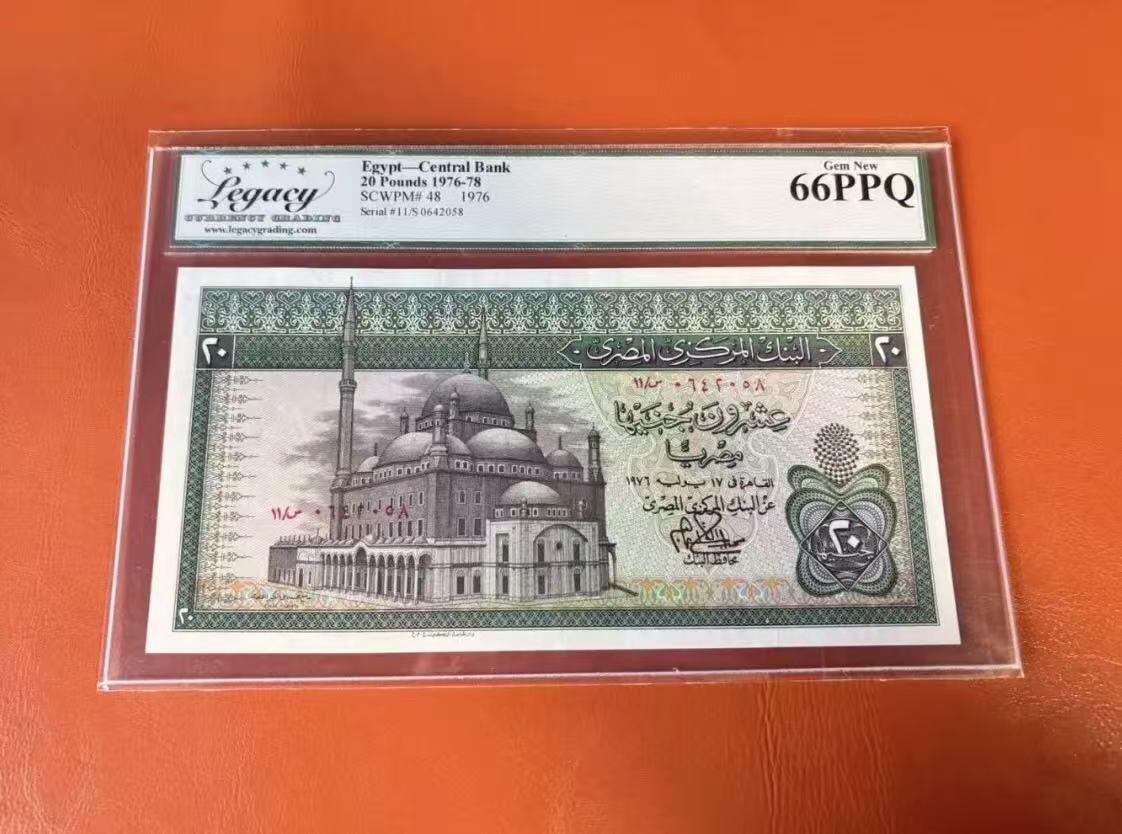 Legacy
CURRENCY GRADING
www.legacygrading.com
Egypt—Central Bank
20 Pounds 1976-78
SCWPM# 48 1976
Serial #11/S 0642058
Gem New
66PPQ
البنك المركزى المصرى
٢٠
٢٠
س/١١ ٠٦٤٢٠٥٨
عشرون جنيها
مصريا
القاهرة فى ١٧ يوليه ١٩٧٦
عن البنك المركزى المصرى
محافظ البنك
٢٠
س/١١ ٠٦٤٢٠٥٨
٢٠